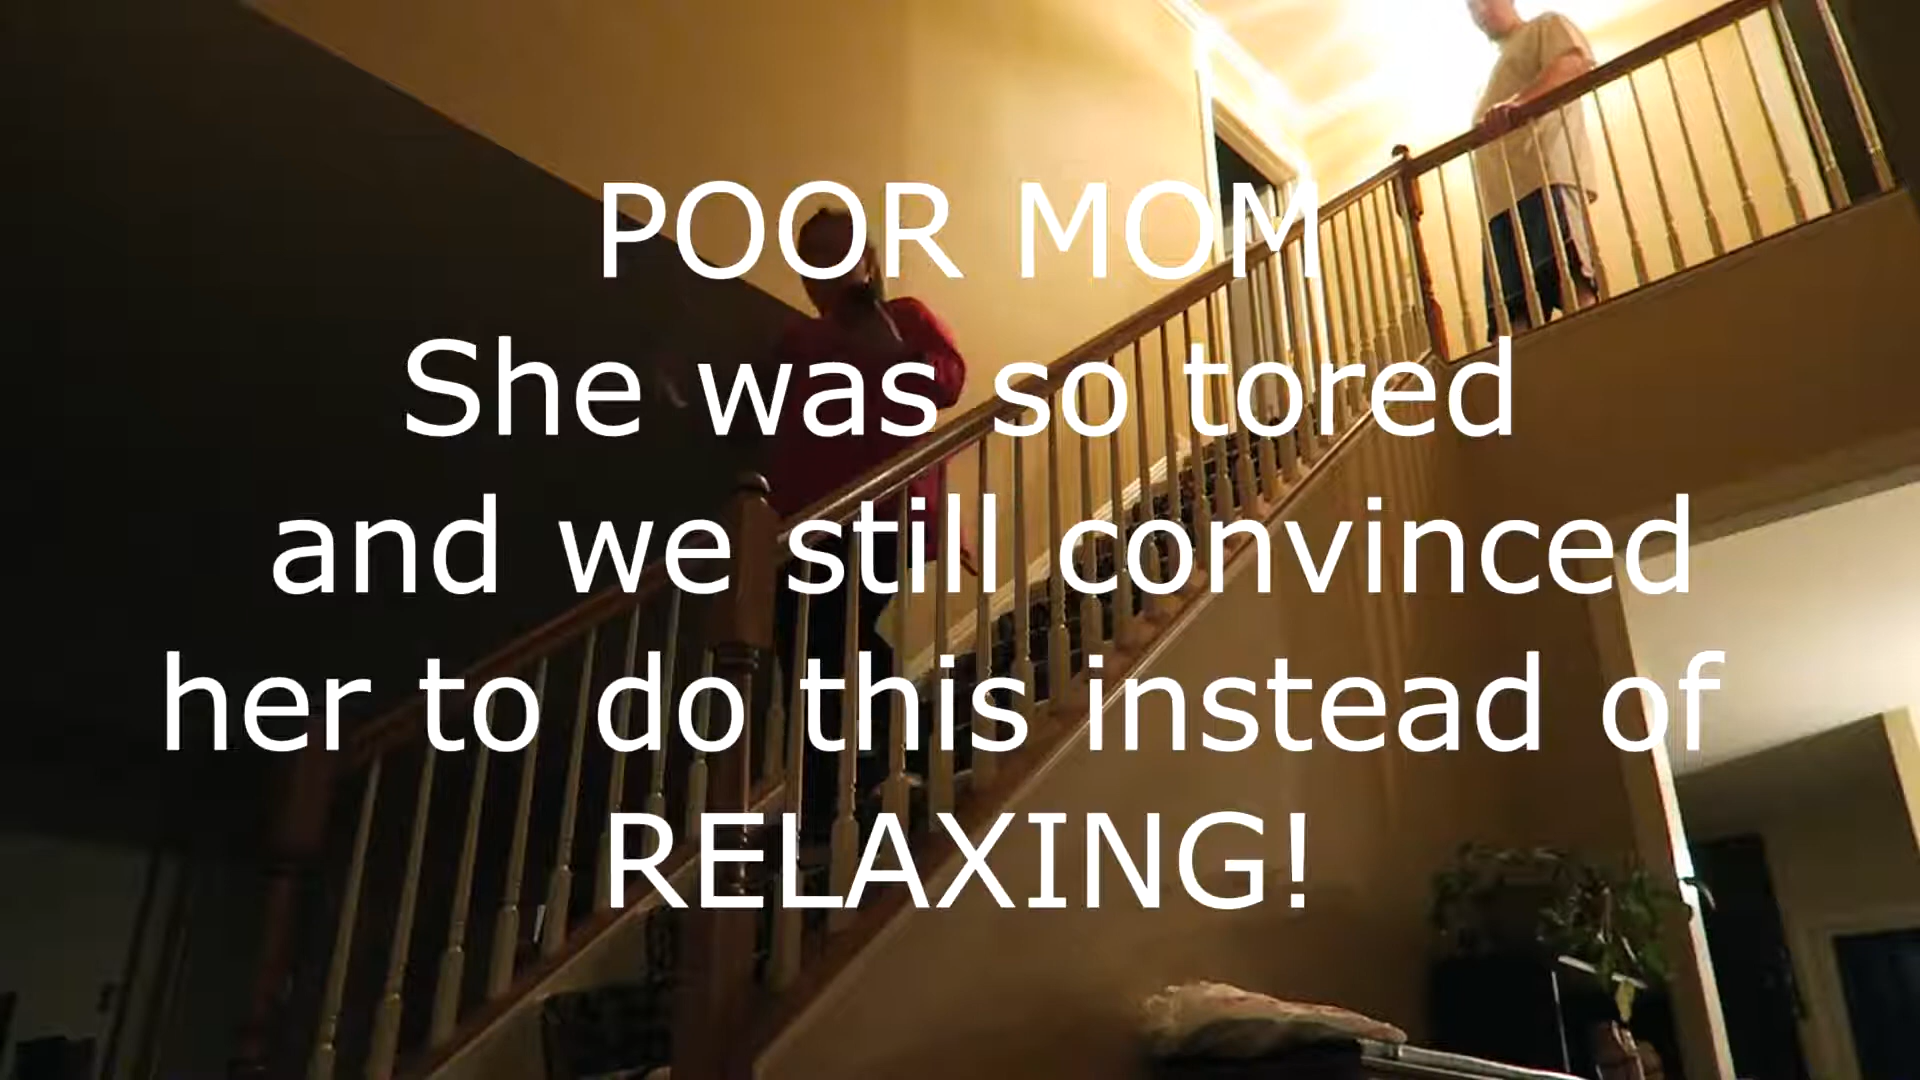 POOR MOM
She was so tored
and we still convinced
her to do this instead of
RELAXING!